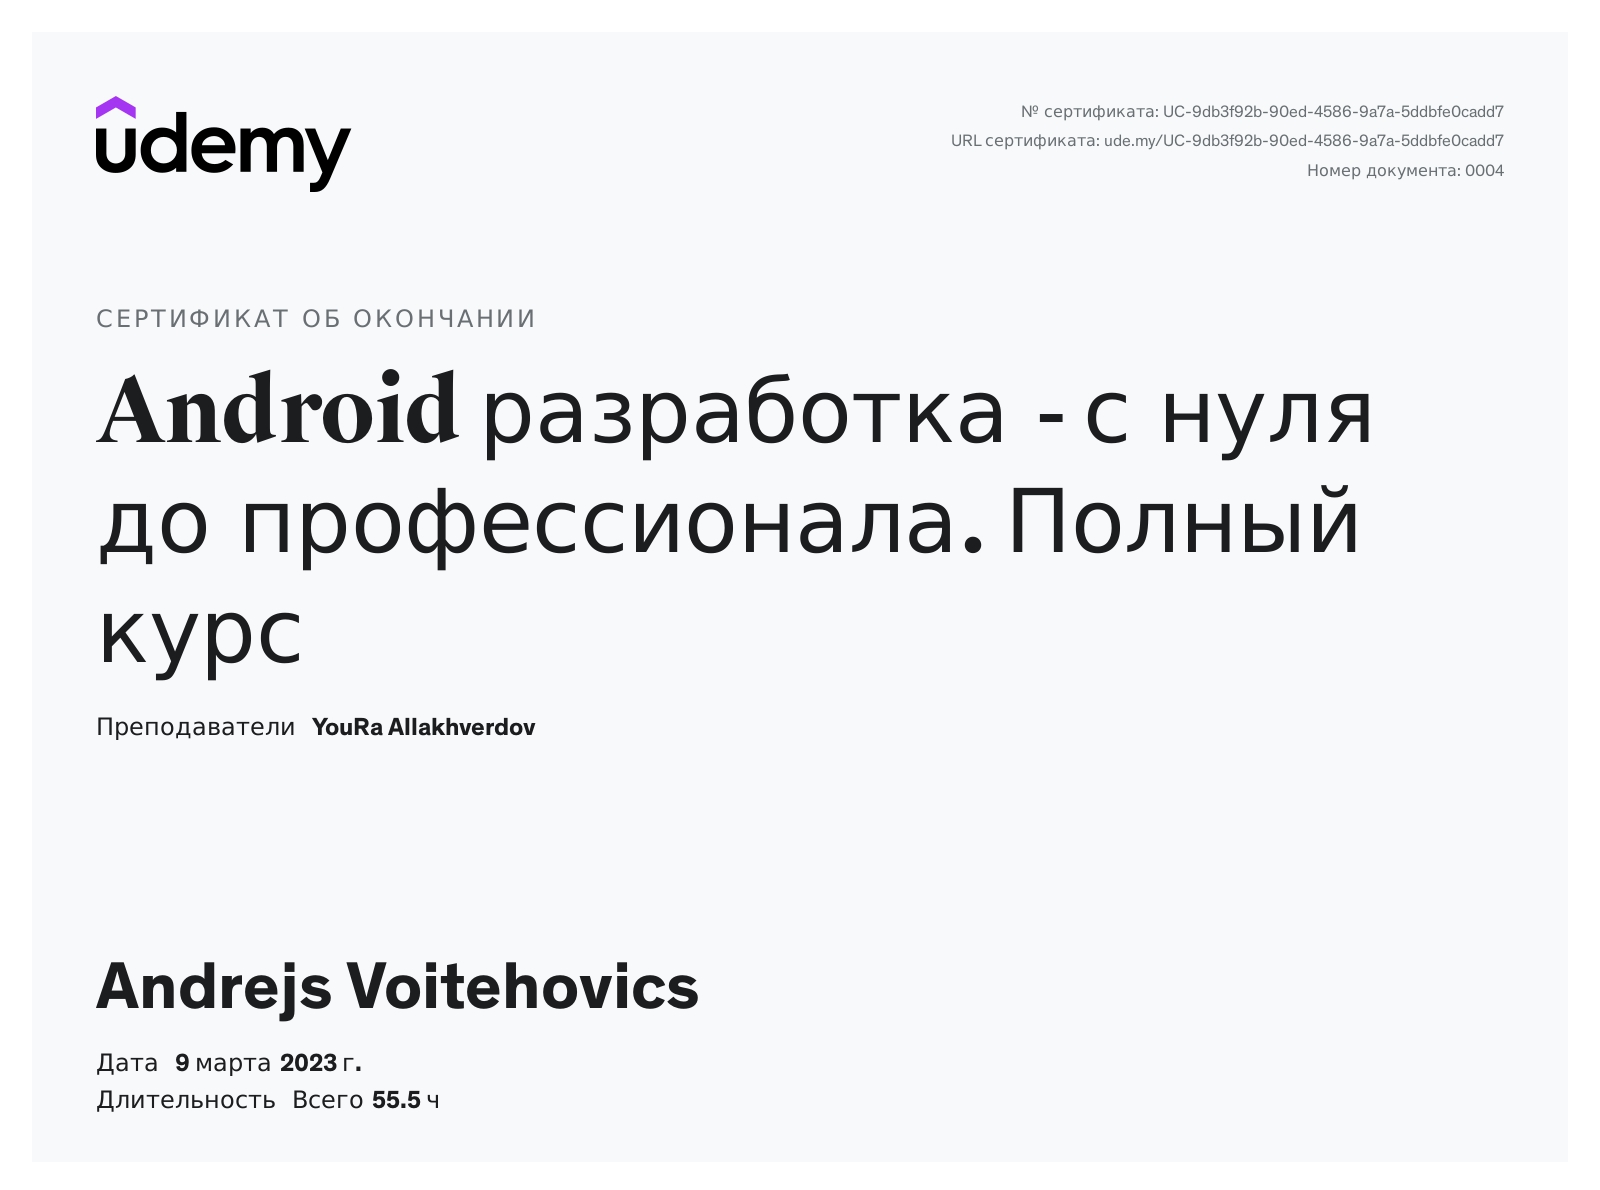 udemy
№ сертификата: UC-9db3f92b-90ed-4586-9a7a-5ddbfe0cadd7
URL сертификата: ude.my/UC-9db3f92b-90ed-4586-9a7a-5ddbfe0cadd7
Номер документа: 0004
СЕРТИФИКАТ ОБ ОКОНЧАНИИ
Android разработка - с нуля
до профессионала. Полный
курс
Преподаватели YouRa Allakhverdov
Andrejs Voitehovics
Дата 9 марта 2023 г.
Длительность Всего 55.5 ч